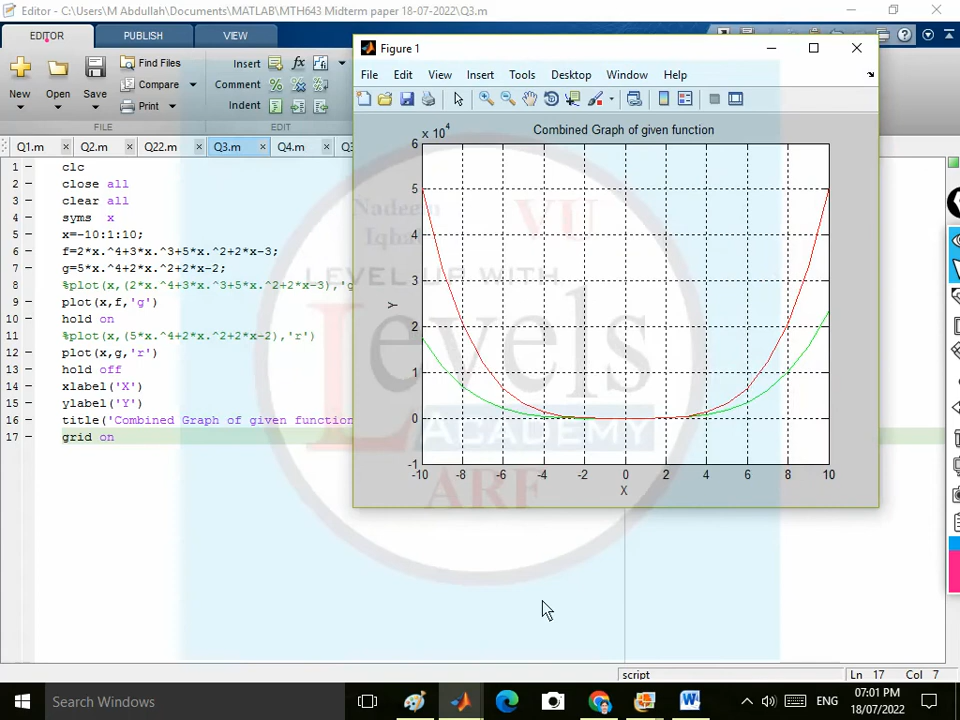 Editor - C:\Users\M Abdullah\Documents\MATLAB\MTH643 Midterm paper 18-07-2022\Q3.m
EDITOR PUBLISH VIEW
New Open Save Find Files Compare Print Insert Comment Indent fx
FILE EDIT
Q1.m Q2.m Q22.m Q3.m Q4.m
1 clc
2 close all
3 clear all
4 syms x
5 x=-10:1:10;
6 f=2*x.^4+3*x.^3+5*x.^2+2*x-3;
7 g=5*x.^4+2*x.^2+2*x-2;
8 %plot(x,(2*x.^4+3*x.^3+5*x.^2+2*x-3),'g
9 plot(x,f,'g')
10 hold on
11 %plot(x,(5*x.^4+2*x.^2+2*x-2),'r')
12 plot(x,g,'r')
13 hold off
14 xlabel('X')
15 ylabel('Y')
16 title('Combined Graph of given function
17 grid on
Figure 1
File Edit View Insert Tools Desktop Window Help
Combined Graph of given function
x 10^4
6
5
4
3
2
1
0
-1
Y
-10 -8 -6 -4 -2 0 2 4 6 8 10
X
Nadeem
Iqbal
VU
LEVEL UP WITH
Levels
ACADEMY
ARF
script Ln 17 Col 7
Search Windows
ENG
07:01 PM
18/07/2022